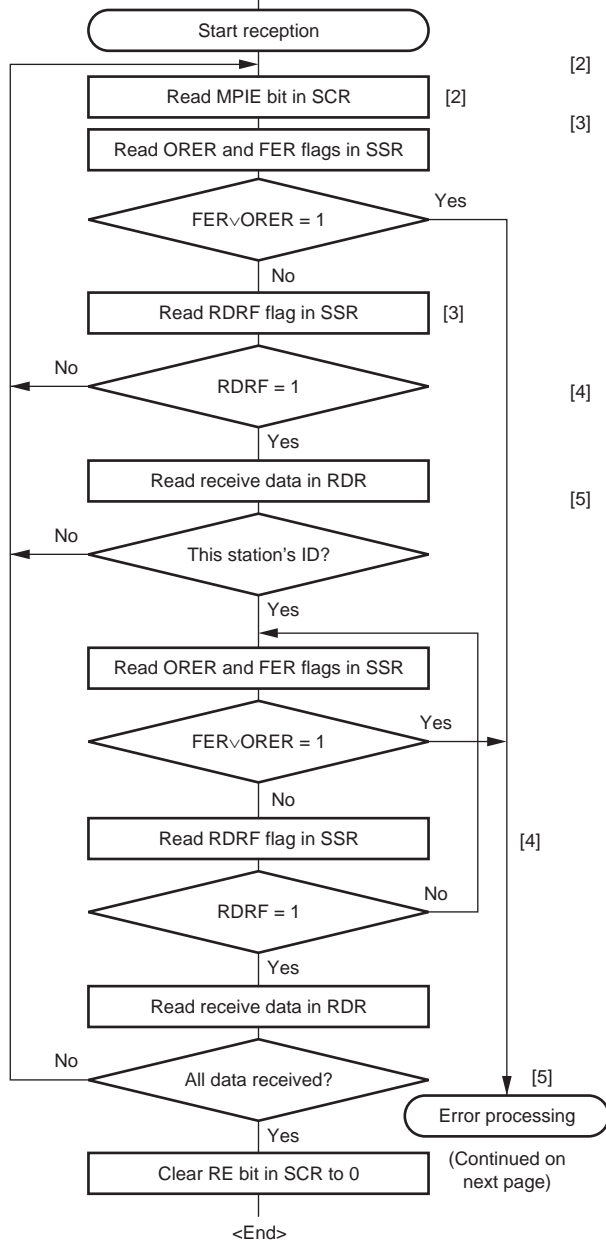 Start reception
[2]
Read MPIE bit in SCR [2]
[3]
Read ORER and FER flags in SSR
Yes
FER∨ORER = 1
No
Read RDRF flag in SSR [3]
No
RDRF = 1
[4]
Yes
Read receive data in RDR
[5]
No
This station's ID?
Yes
Read ORER and FER flags in SSR
Yes
FER∨ORER = 1
No
Read RDRF flag in SSR
[4]
No
RDRF = 1
Yes
Read receive data in RDR
No
All data received?
[5]
Error processing
Yes
(Continued on
next page)
Clear RE bit in SCR to 0
<End>